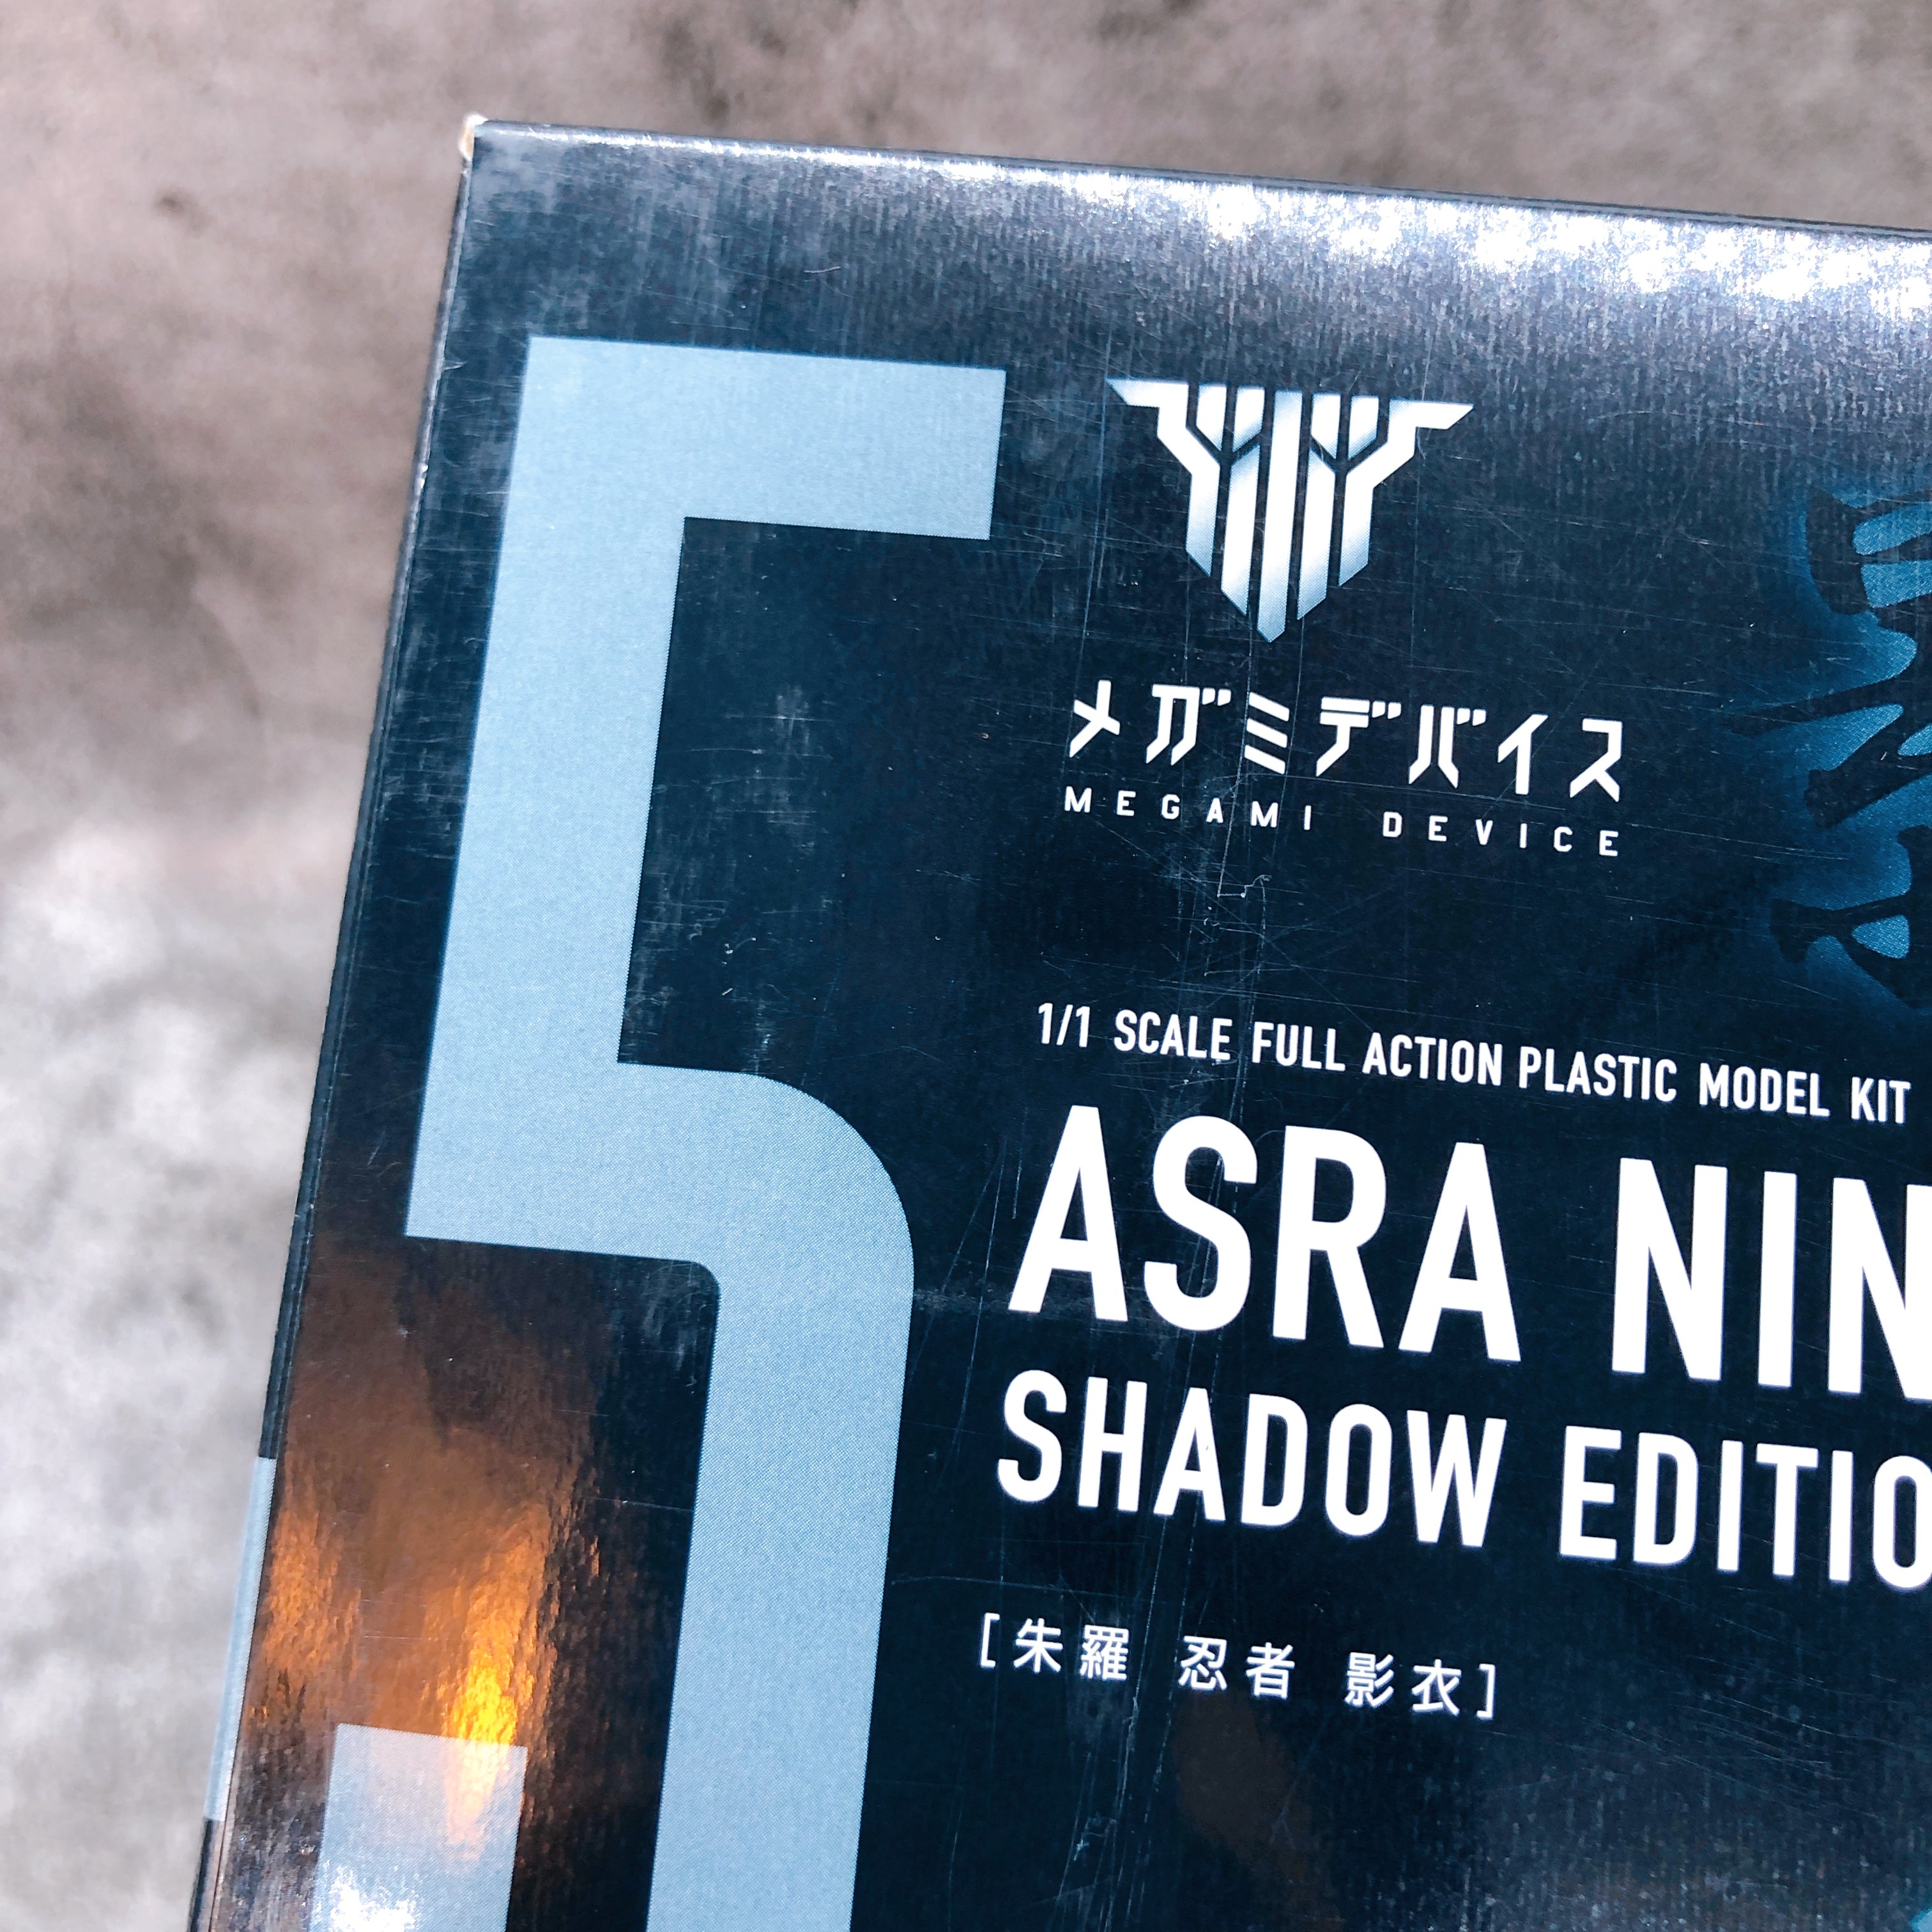 メガミデバイス
MEGAMI DEVICE
1/1 SCALE FULL ACTION PLASTIC MODEL KIT
ASRA NIN
SHADOW EDITIO
[朱羅 忍者 影衣]